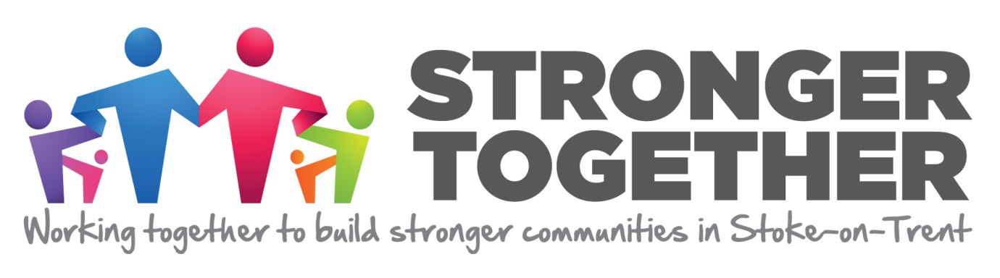 STRONGER
TOGETHER
Working together to build stronger communities in Stoke-on-Trent